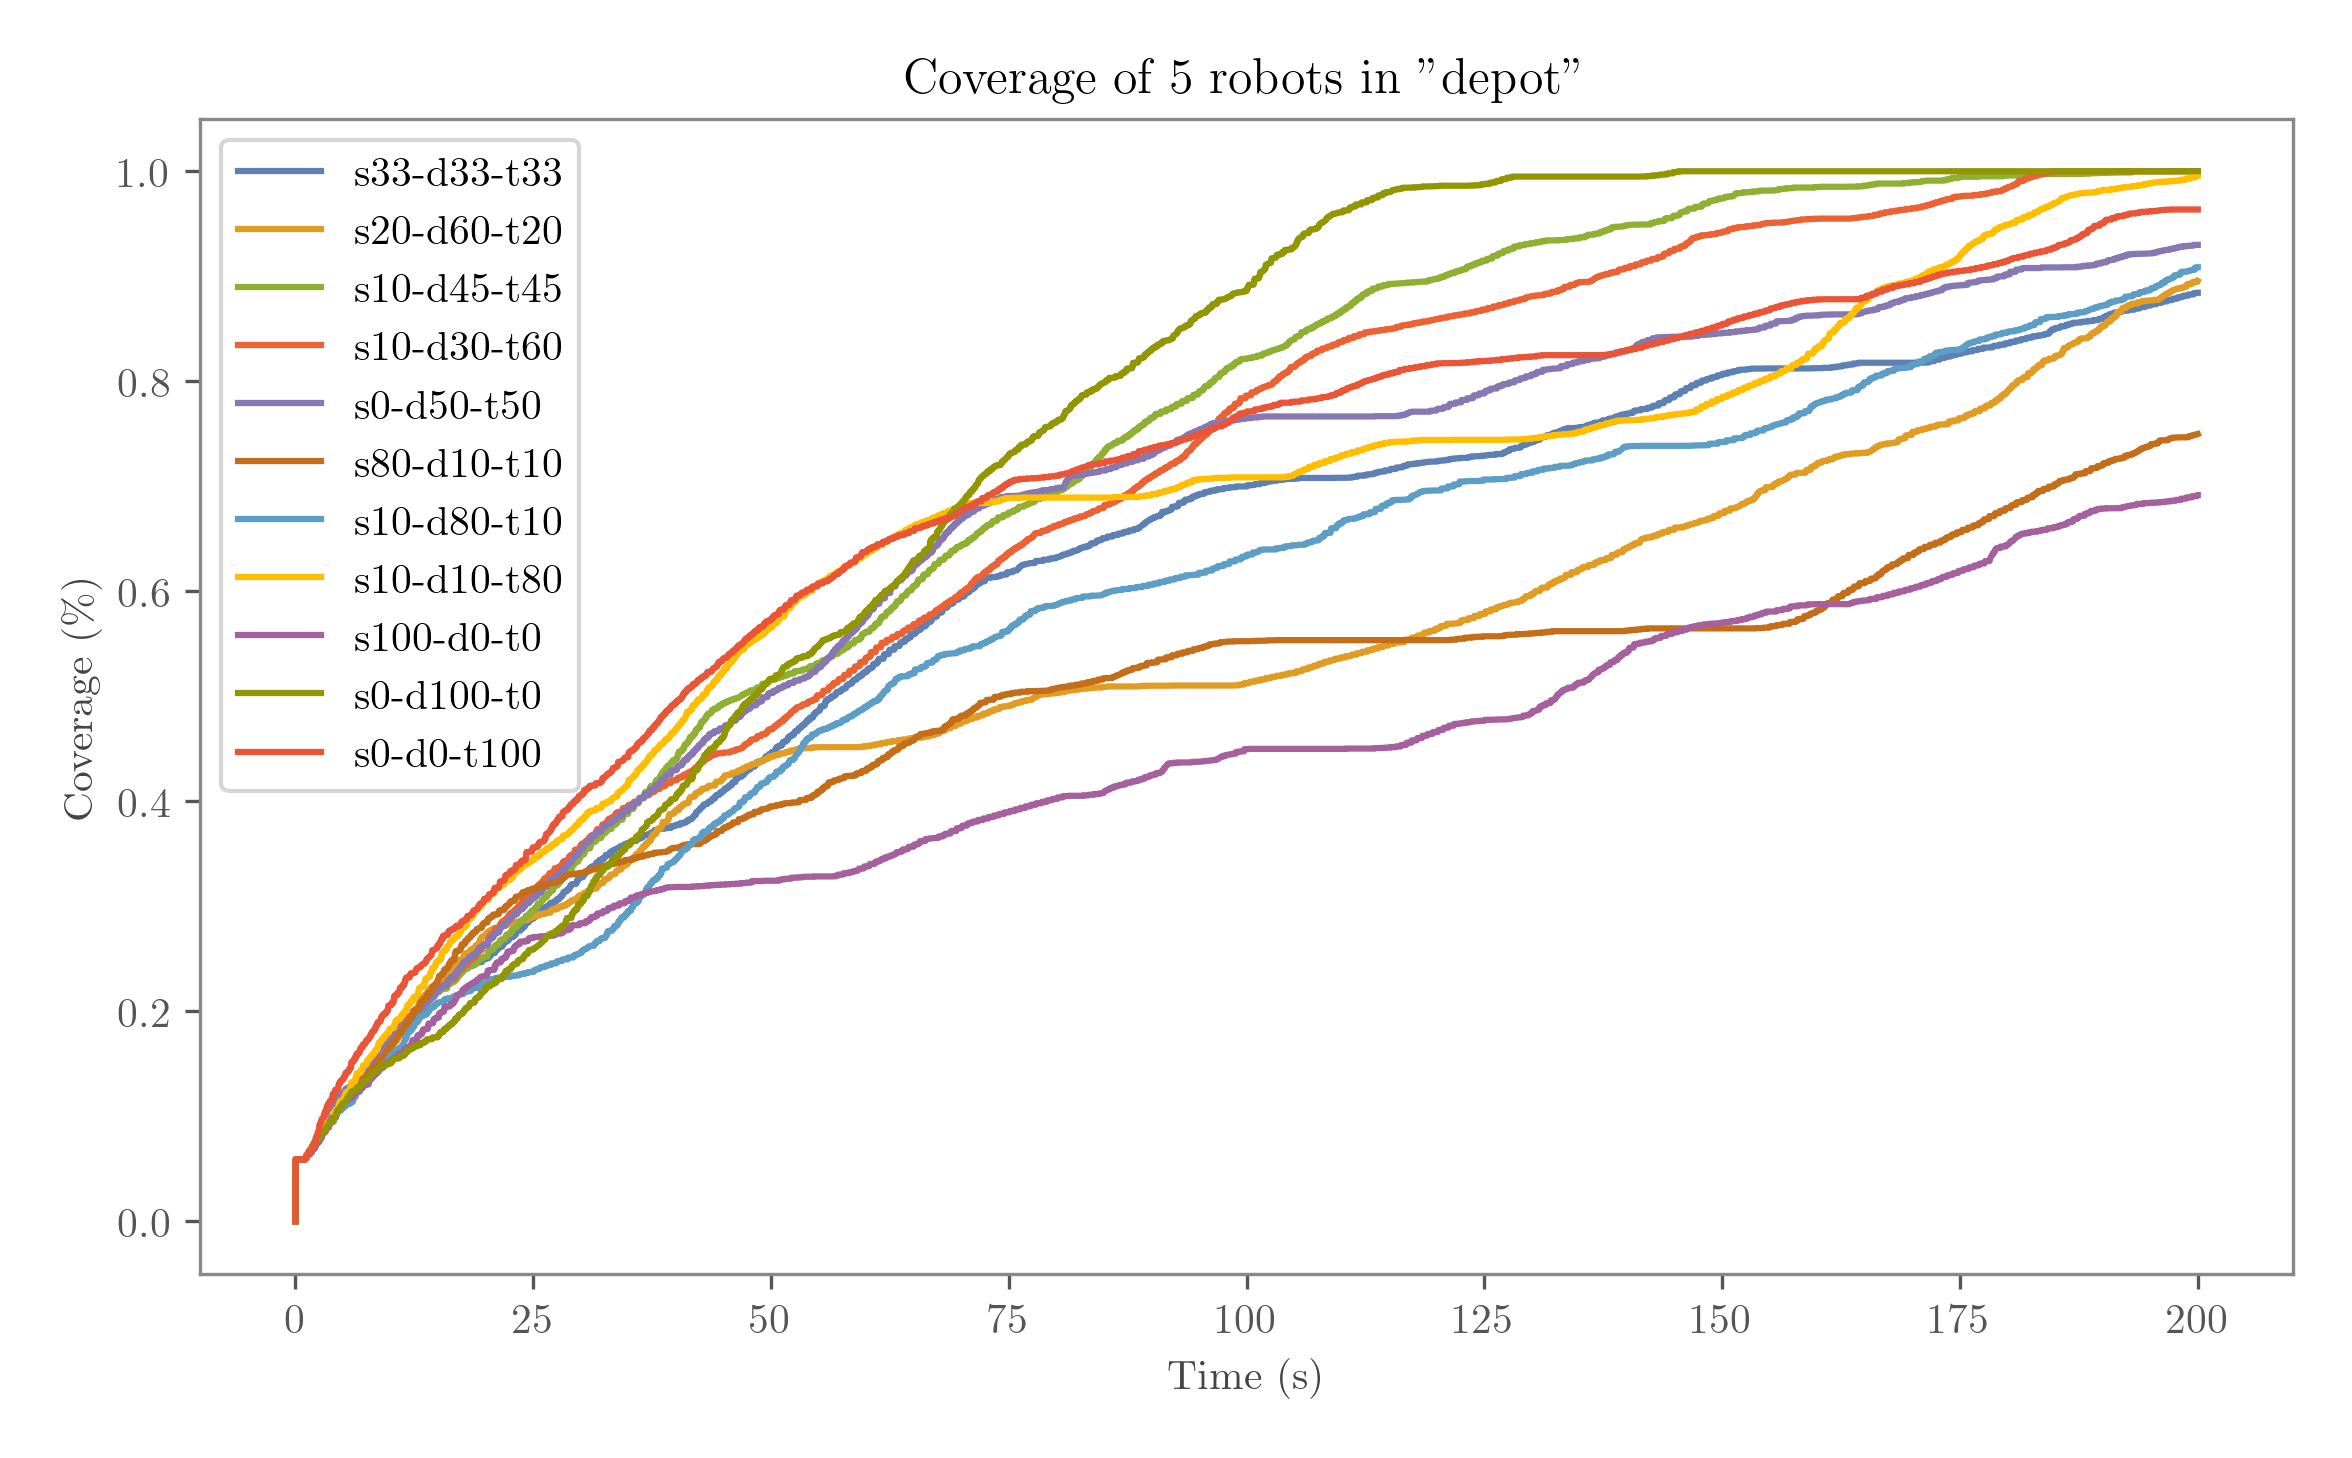 Coverage of 5 robots in ”depot”
s33-d33-t33
s20-d60-t20
s10-d45-t45
s10-d30-t60
s0-d50-t50
s80-d10-t10
s10-d80-t10
s10-d10-t80
s100-d0-t0
s0-d100-t0
s0-d0-t100
1.0
0.8
0.6
0.4
0.2
0.0
Coverage (%)
0 25 50 75 100 125 150 175 200
Time (s)